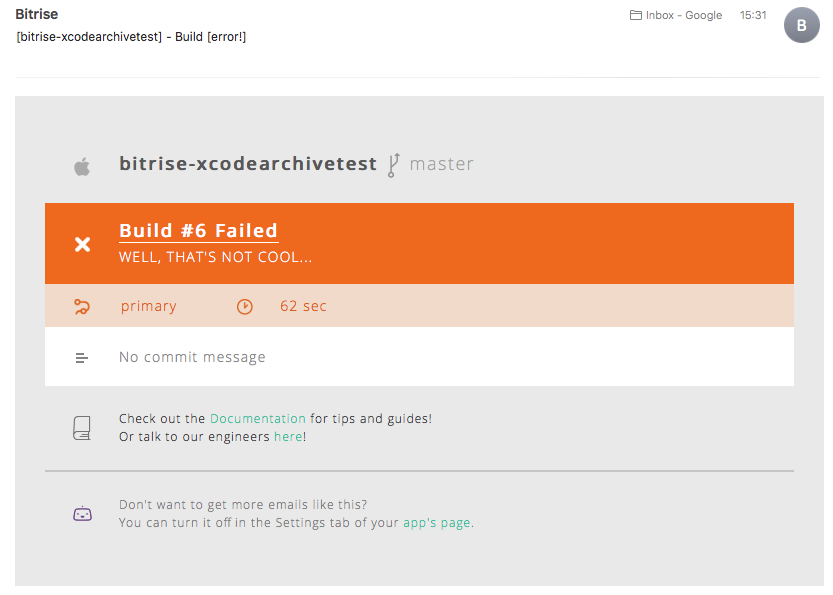 Bitrise
Inbox - Google 15:31
B
[bitrise-xcodearchivetest] - Build [error!]
bitrise-xcodearchivetest master
Build #6 Failed
WELL, THAT'S NOT COOL...
primary 62 sec
No commit message
Check out the Documentation for tips and guides!
Or talk to our engineers here!
Don't want to get more emails like this?
You can turn it off in the Settings tab of your app's page.